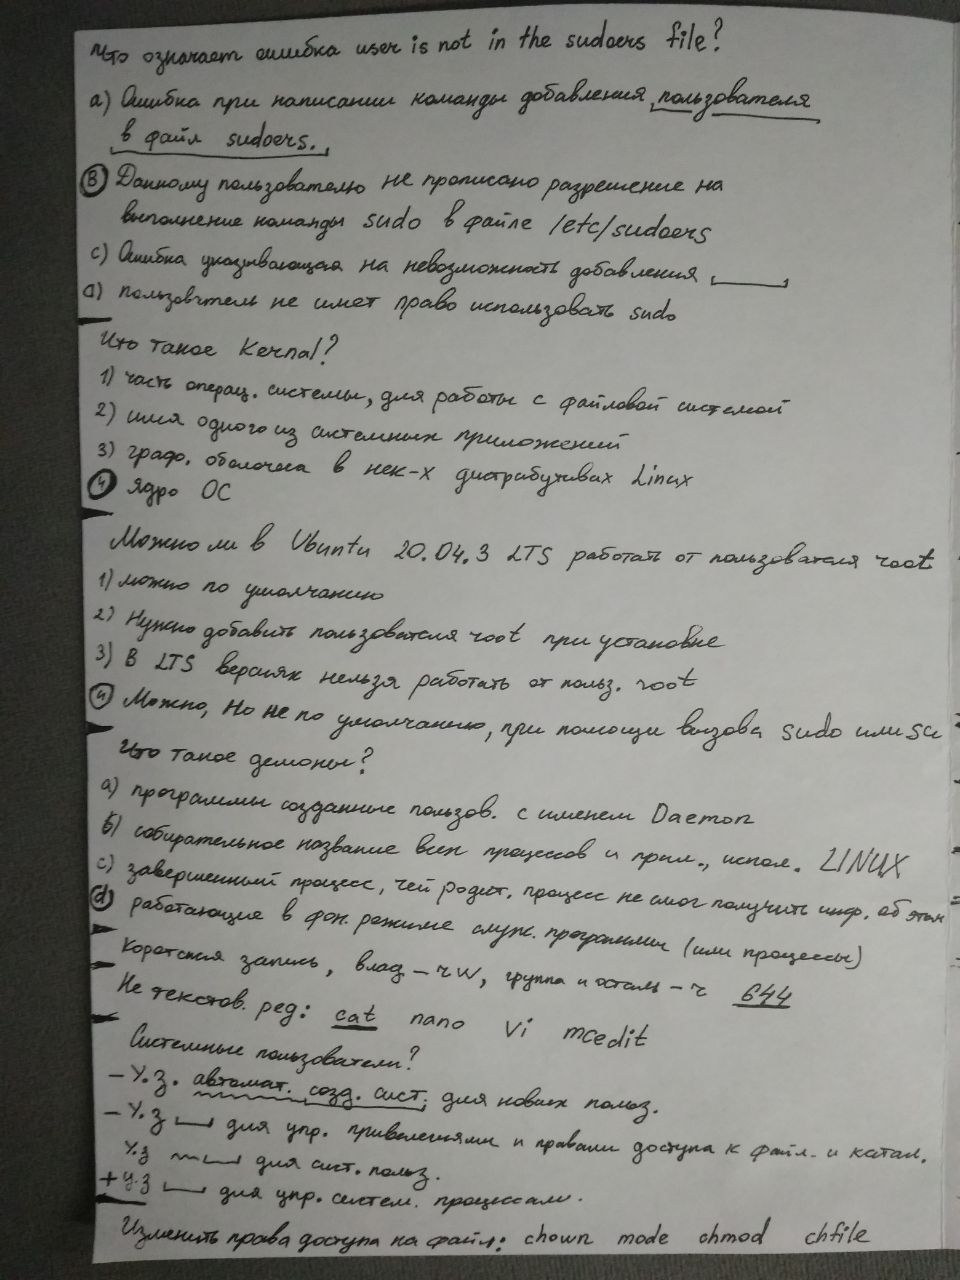 Что означает ошибка user is not in the sudoers file?
а) Ошибка при написании команды добавления пользователя
в файл sudoers.
В Данному пользователю не прописано разрешение на
выполнение команды sudo в файле /etc/sudoers
с) Ошибка указывающая на невозможность добавления
d) пользователь не имет право использовать sudo
Что такое Kernal?
1) часть операц. системы, для работы с файловой системой
2) имя одного из системных приложений
3) граф. оболочка в нек-х дистрибутивах Linux
4 Ядро ОС
Можно ли в Ubuntu 20.04.3 LTS работать от пользователя root
1) можно по умолчанию
2) Нужно добавить пользователя root при установке
3) В LTS версиях нельзя работать от польз. root
4) Можно, но не по умолчанию, при помощи вызова sudo или su
Что такое демоны?
а) программы созданные пользов. с именем Daemon
б) собирательное название всех процессов и прил., испол. LINUX
с) завершенный процесс, чей родит. процесс не смог получить инф. об этом
d работающие в фон. режиме служ. программы (или процессы)
Короткая запись, влад – rw, группа и осталь – r 644
Не текстов. ред: cat nano Vi mcedit
Системные пользователи?
– У.з. автомат. созд. сист. для новых польз.
– У.з для упр. привелегиями и правами доступа к файл. и катал.
У.з для сист. польз.
+ У.з для упр. систем. процессами.
Изменить права доступа на файл: chown mode chmod chfile